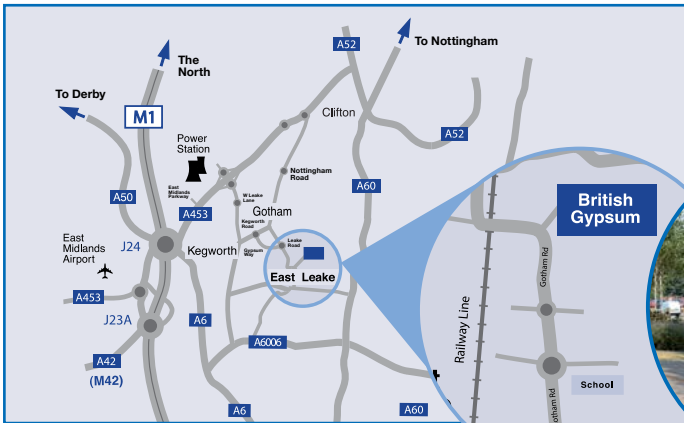 A52
To Nottingham
The
North
To Derby
M1
Clifton
A52
Power
Station
Nottingham
Road
East
Midlands
Parkway
W Leake
Lane
A60
A50
A453
Gotham
Kegworth
Road
British
Gypsum
East
Midlands
Airport
J24
Kegworth
Gypsum
Way
Leake
Road
Gotham Rd
East Leake
A453
J23A
A6
Railway Line
A6006
A42
(M42)
School
A6
A60
otham Rd